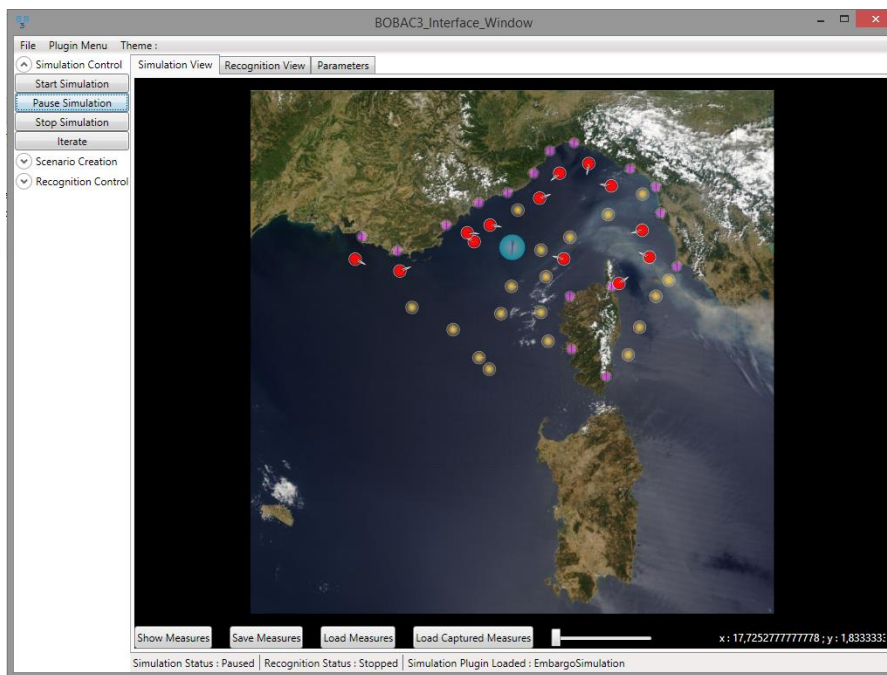 BOBAC3_Interface_Window
File Plugin Menu Theme :
Simulation Control
Start Simulation
Pause Simulation
Stop Simulation
Iterate
Scenario Creation
Recognition Control
Simulation View Recognition View Parameters
Show Measures Save Measures Load Measures Load Captured Measures x : 17,7252777777778 ; y : 1,8333333
Simulation Status : Paused Recognition Status : Stopped Simulation Plugin Loaded : EmbargoSimulation